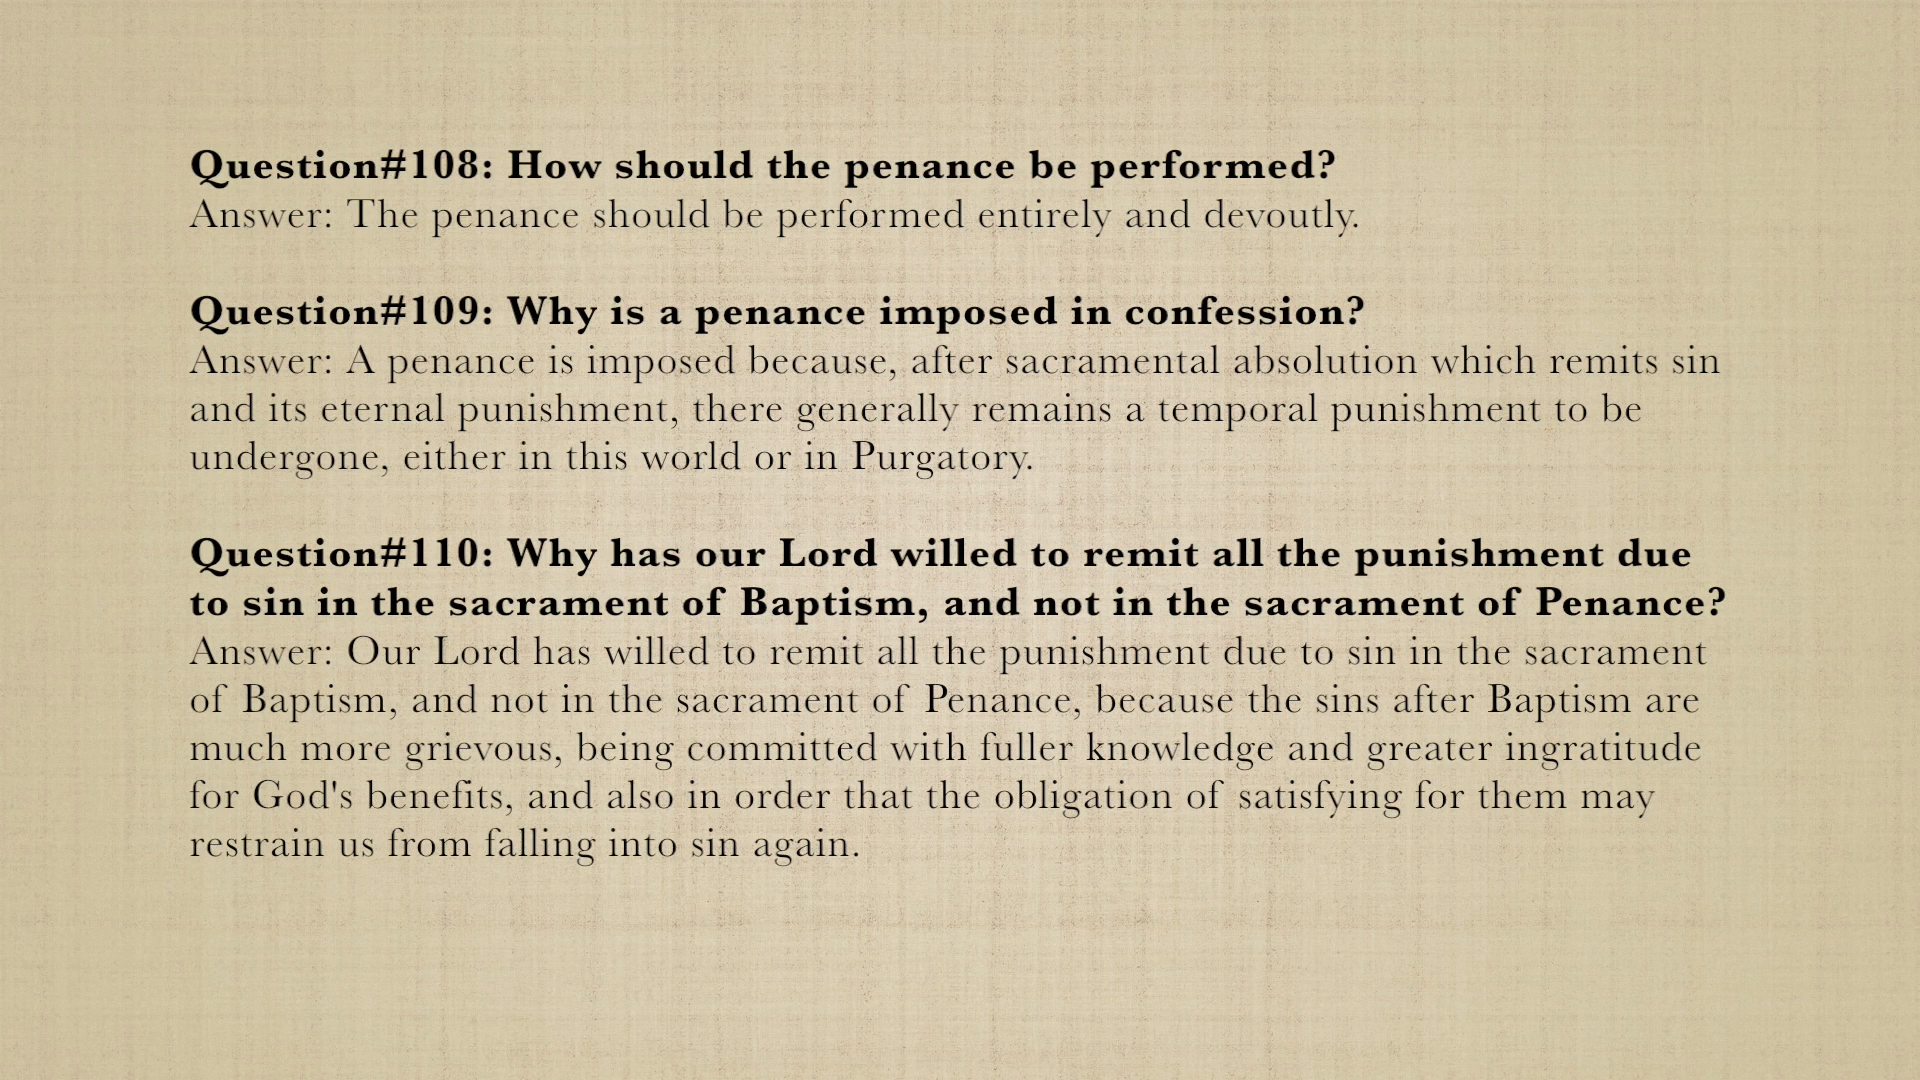 Question#108: How should the penance be performed?
Answer: The penance should be performed entirely and devoutly.
Question#109: Why is a penance imposed in confession?
Answer: A penance is imposed because, after sacramental absolution which remits sin
and its eternal punishment, there generally remains a temporal punishment to be
undergone, either in this world or in Purgatory.
Question#110: Why has our Lord willed to remit all the punishment due
to sin in the sacrament of Baptism, and not in the sacrament of Penance?
Answer: Our Lord has willed to remit all the punishment due to sin in the sacrament
of Baptism, and not in the sacrament of Penance, because the sins after Baptism are
much more grievous, being committed with fuller knowledge and greater ingratitude
for God's benefits, and also in order that the obligation of satisfying for them may
restrain us from falling into sin again.